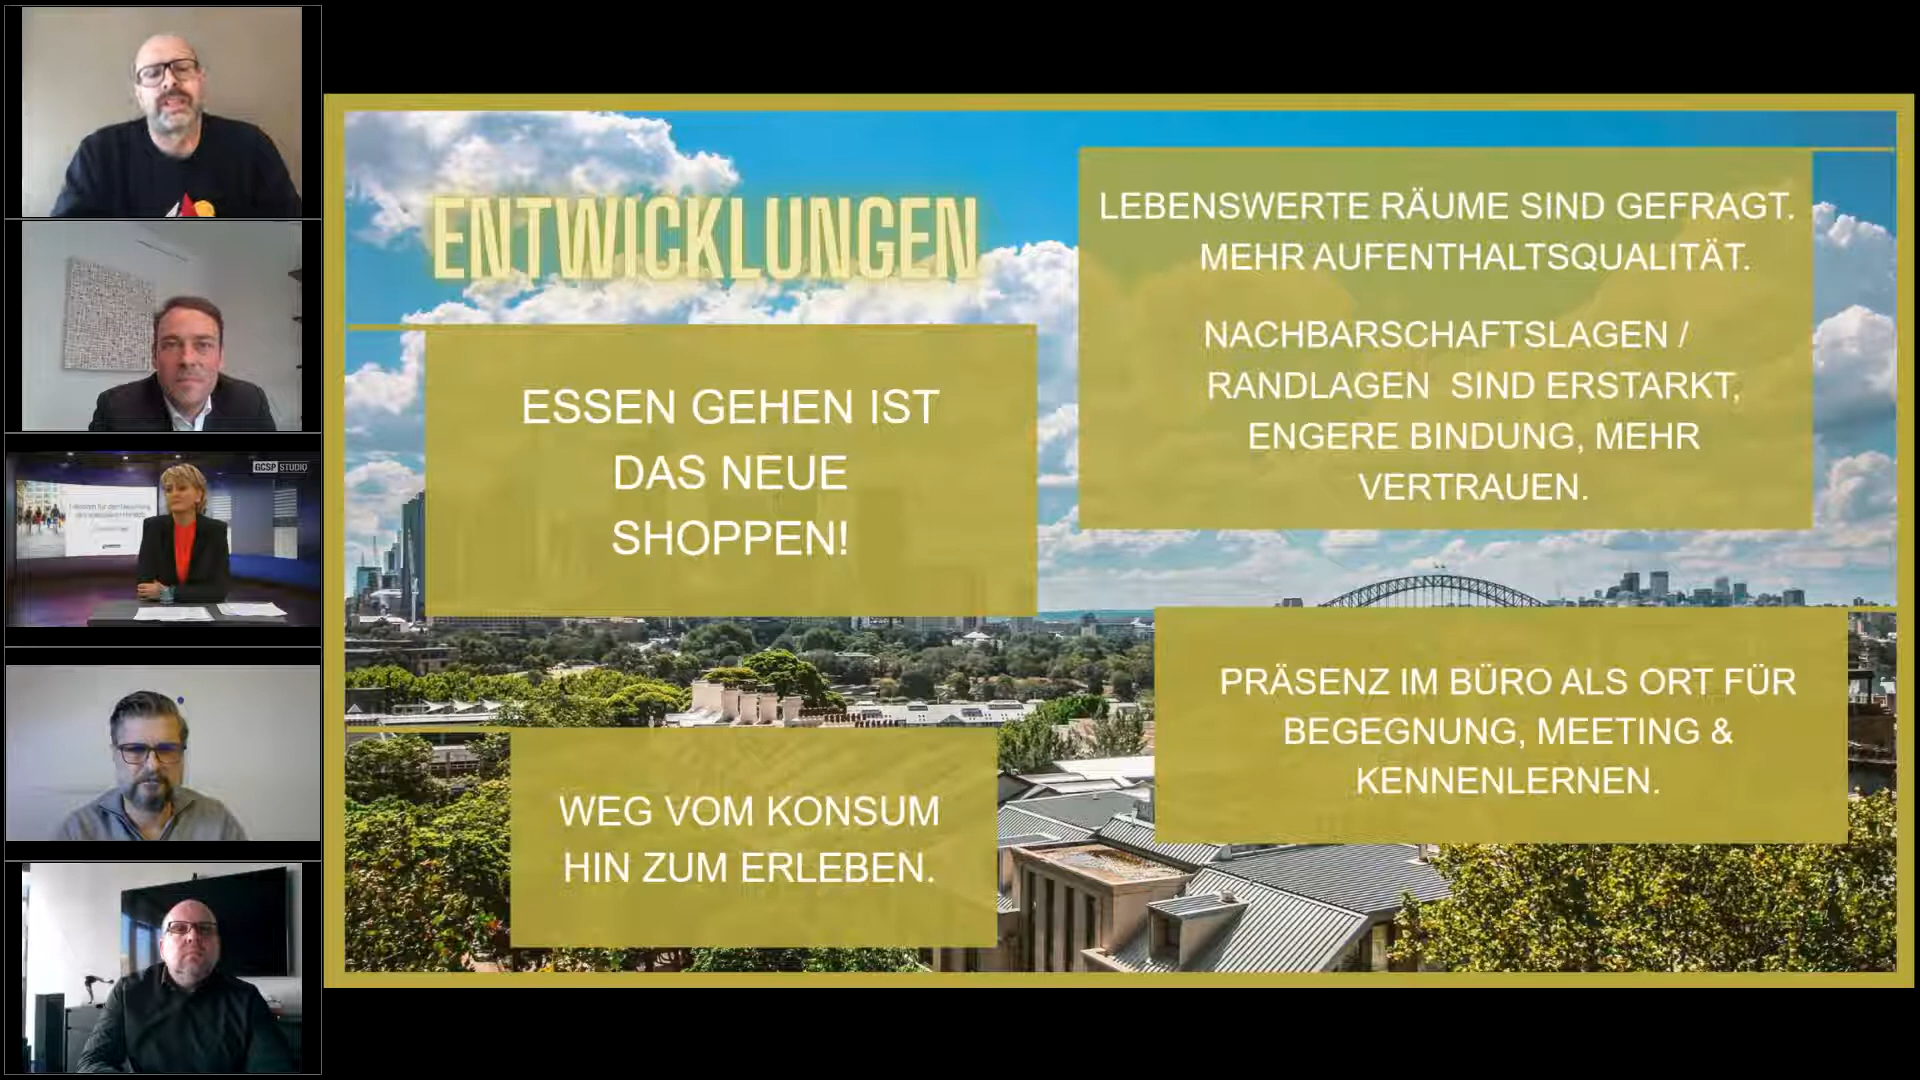 GCSP STUDIO
ENTWICKLUNGEN
ESSEN GEHEN IST
DAS NEUE
SHOPPEN!
WEG VOM KONSUM
HIN ZUM ERLEBEN.
LEBENSWERTE RÄUME SIND GEFRAGT.
MEHR AUFENTHALTSQUALITÄT.
NACHBARSCHAFTSLAGEN /
RANDLAGEN SIND ERSTARKT,
ENGERE BINDUNG, MEHR
VERTRAUEN.
PRÄSENZ IM BÜRO ALS ORT FÜR
BEGEGNUNG, MEETING &
KENNENLERNEN.